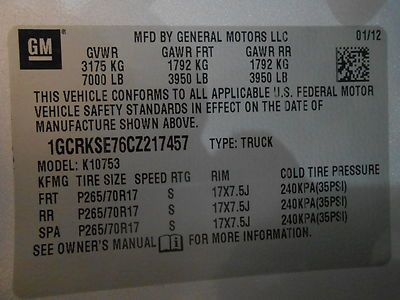 GM
MFD BY GENERAL MOTORS LLC 01/12
GVWR GAWR FRT GAWR RR
3175 KG 1792 KG 1792 KG
7000 LB 3950 LB 3950 LB
THIS VEHICLE CONFORMS TO ALL APPLICABLE U.S. FEDERAL MOTOR
VEHICLE SAFETY STANDARDS IN EFFECT ON THE DATE OF
MANUFACTURE SHOWN ABOVE.
1GCRKSE76CZ217457 TYPE: TRUCK
MODEL: K10753
KFMG TIRE SIZE SPEED RTG RIM COLD TIRE PRESSURE
FRT P265/70R17 S 17X7.5J 240KPA(35PSI)
RR P265/70R17 S 17X7.5J 240KPA(35PSI)
SPA P265/70R17 S 17X7.5J 240KPA(35PSI)
SEE OWNER'S MANUAL FOR MORE INFORMATION.